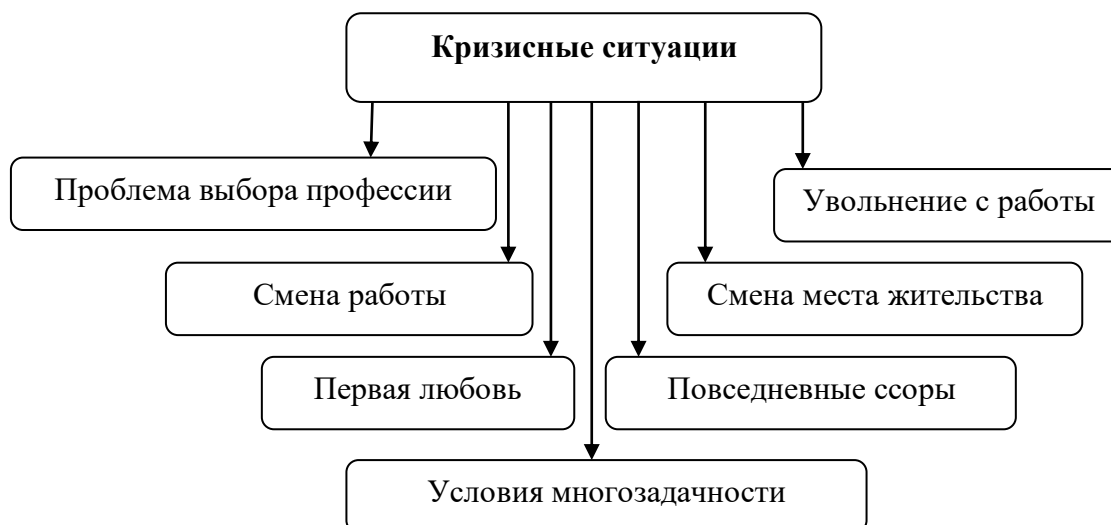 Кризисные ситуации
Проблема выбора профессии
Увольнение с работы
Смена работы
Смена места жительства
Первая любовь
Повседневные ссоры
Условия многозадачности